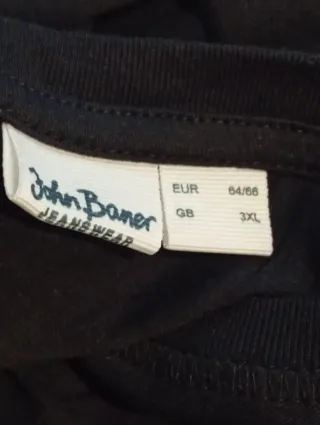 John Baner
JEANSWEAR
EUR 64/66
GB 3XL